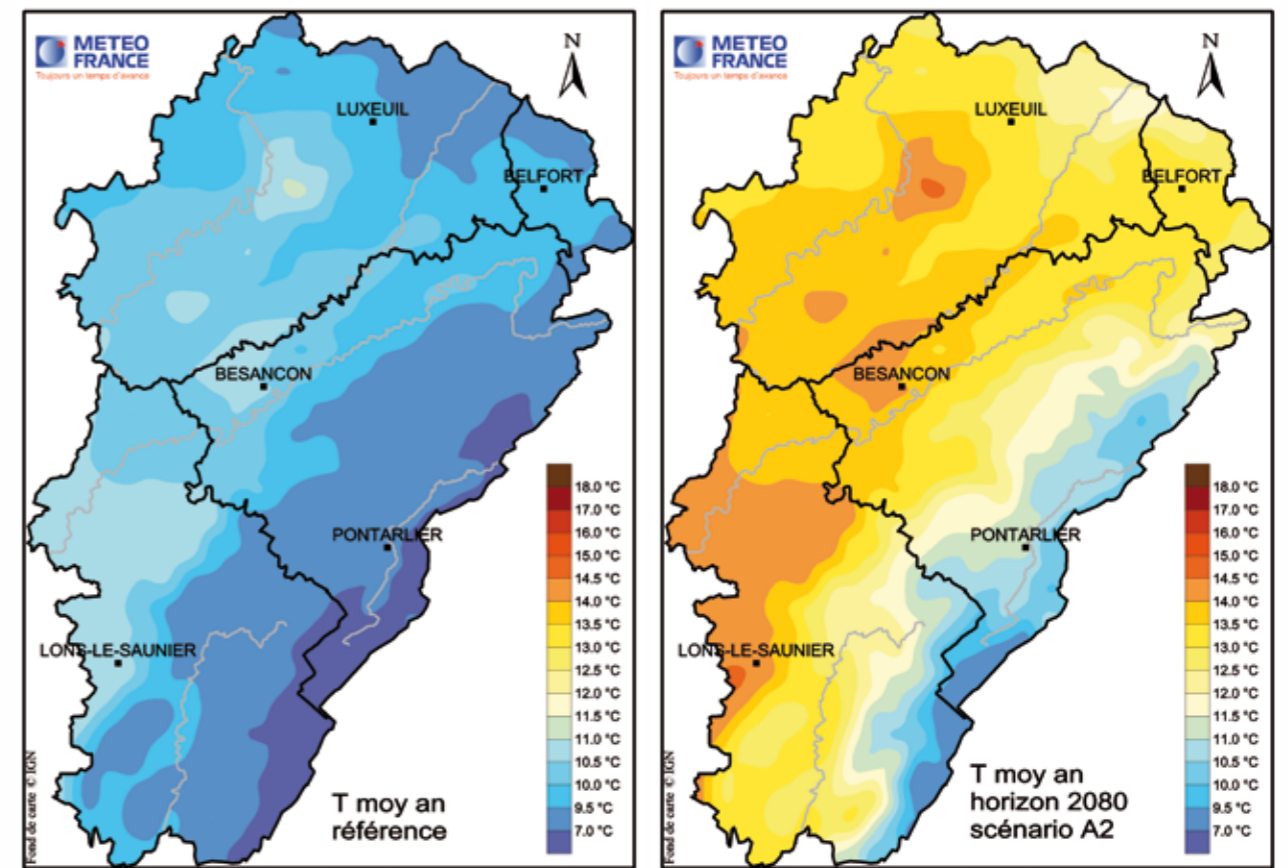 METEO
FRANCE
Toujours un temps d'avance
N
LUXEUIL
BELFORT
BESANCON
PONTARLIER
LONS-LE-SAUNIER
18.0 °C
17.0 °C
16.0 °C
15.0 °C
14.5 °C
14.0 °C
13.5 °C
13.0 °C
12.5 °C
12.0 °C
11.5 °C
11.0 °C
10.5 °C
10.0 °C
9.5 °C
7.0 °C
T moy an
référence
Fond de carte © IGN
METEO
FRANCE
Toujours un temps d'avance
N
LUXEUIL
BELFORT
BESANCON
PONTARLIER
LONS-LE-SAUNIER
18.0 °C
17.0 °C
16.0 °C
15.0 °C
14.5 °C
14.0 °C
13.5 °C
13.0 °C
12.5 °C
12.0 °C
11.5 °C
11.0 °C
10.5 °C
10.0 °C
9.5 °C
7.0 °C
T moy an
horizon 2080
scénario A2
Fond de carte © IGN